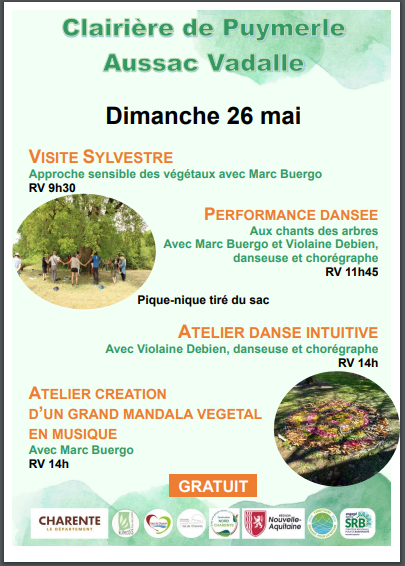 Clairière de Puymerle
Aussac Vadalle
Dimanche 26 mai
VISITE SYLVESTRE
Approche sensible des végétaux avec Marc Buergo
RV 9h30
PERFORMANCE DANSEE
Aux chants des arbres
Avec Marc Buergo et Violaine Debien,
danseuse et chorégraphe
RV 11h45
Pique-nique tiré du sac
ATELIER DANSE INTUITIVE
Avec Violaine Debien, danseuse et chorégraphe
RV 14h
ATELIER CREATION
D'UN GRAND MANDALA VEGETAL
EN MUSIQUE
Avec Marc Buergo
RV 14h
GRATUIT
CHARENTE
LE DÉPARTEMENT
RÉGION
Nouvelle-
Aquitaine
SRB